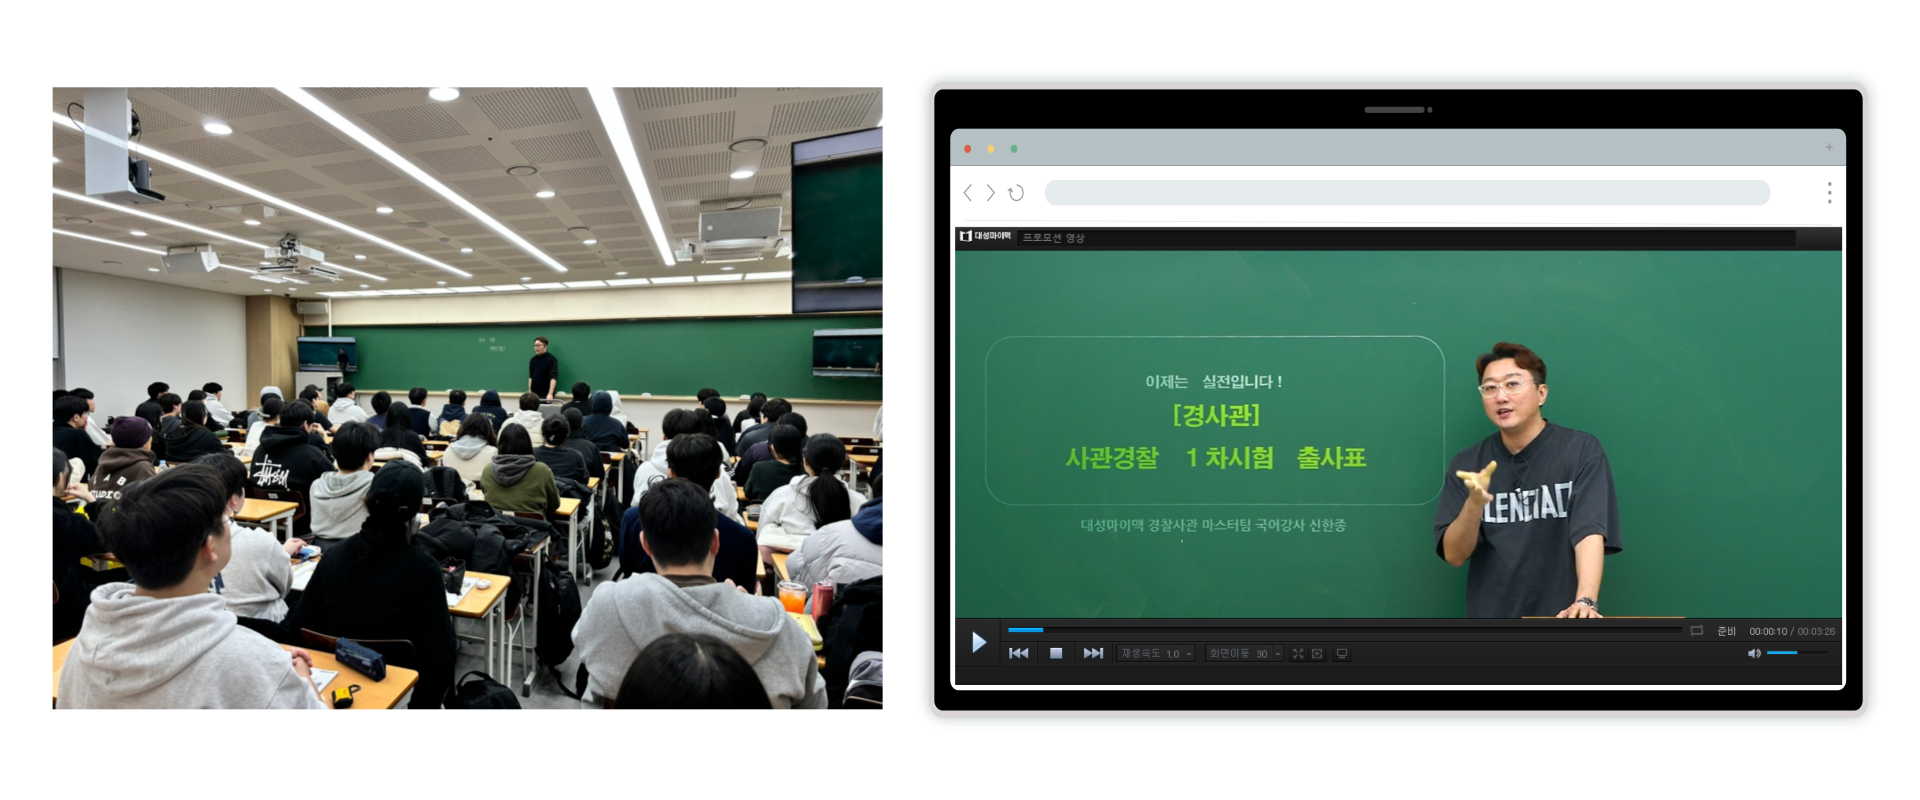 STUSSY
대성마이맥 프로모션 영상
이제는 실전입니다 !
[경사관]
사관경찰 1차시험 출사표
대성마이맥 경찰사관 마스터팀 국어강사 신한종
준비 00:00:10 / 00:03:26
재생속도 1,0 화면이동 30